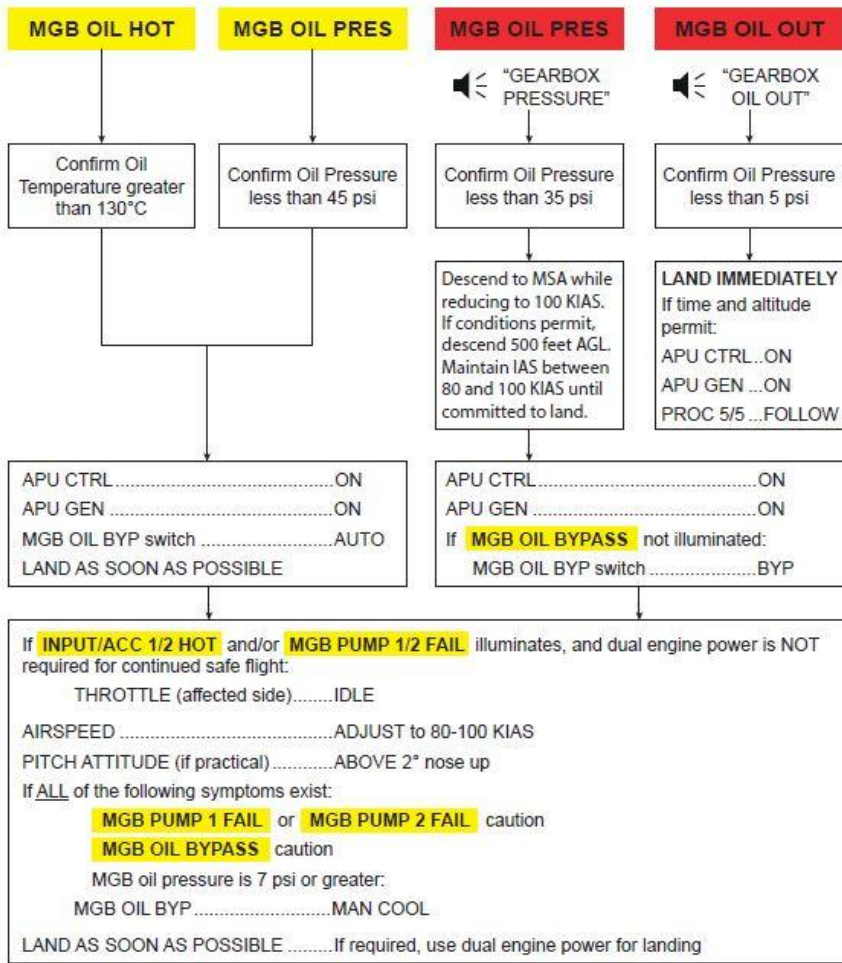 MGB OIL HOT
MGB OIL PRES
MGB OIL PRES
MGB OIL OUT
“GEARBOX
PRESSURE”
“GEARBOX
OIL OUT”
Confirm Oil
Temperature greater
than 130°C
Confirm Oil Pressure
less than 45 psi
Confirm Oil Pressure
less than 35 psi
Confirm Oil Pressure
less than 5 psi
Descend to MSA while
reducing to 100 KIAS.
If conditions permit,
descend 500 feet AGL.
Maintain IAS between
80 and 100 KIAS until
committed to land.
LAND IMMEDIATELY
If time and altitude
permit:
APU CTRL..ON
APU GEN ...ON
PROC 5/5 ...FOLLOW
APU CTRL........................................ON
APU GEN ........................................ON
MGB OIL BYP switch ........................AUTO
LAND AS SOON AS POSSIBLE
APU CTRL........................................ON
APU GEN ........................................ON
If MGB OIL BYPASS not illuminated:
MGB OIL BYP switch ....................BYP
If INPUT/ACC 1/2 HOT and/or MGB PUMP 1/2 FAIL illuminates, and dual engine power is NOT
required for continued safe flight:
THROTTLE (affected side)........IDLE
AIRSPEED .......................................ADJUST to 80-100 KIAS
PITCH ATTITUDE (if practical) ...........ABOVE 2° nose up
If ALL of the following symptoms exist:
MGB PUMP 1 FAIL or MGB PUMP 2 FAIL caution
MGB OIL BYPASS caution
MGB oil pressure is 7 psi or greater:
MGB OIL BYP............................MAN COOL
LAND AS SOON AS POSSIBLE .........If required, use dual engine power for landing